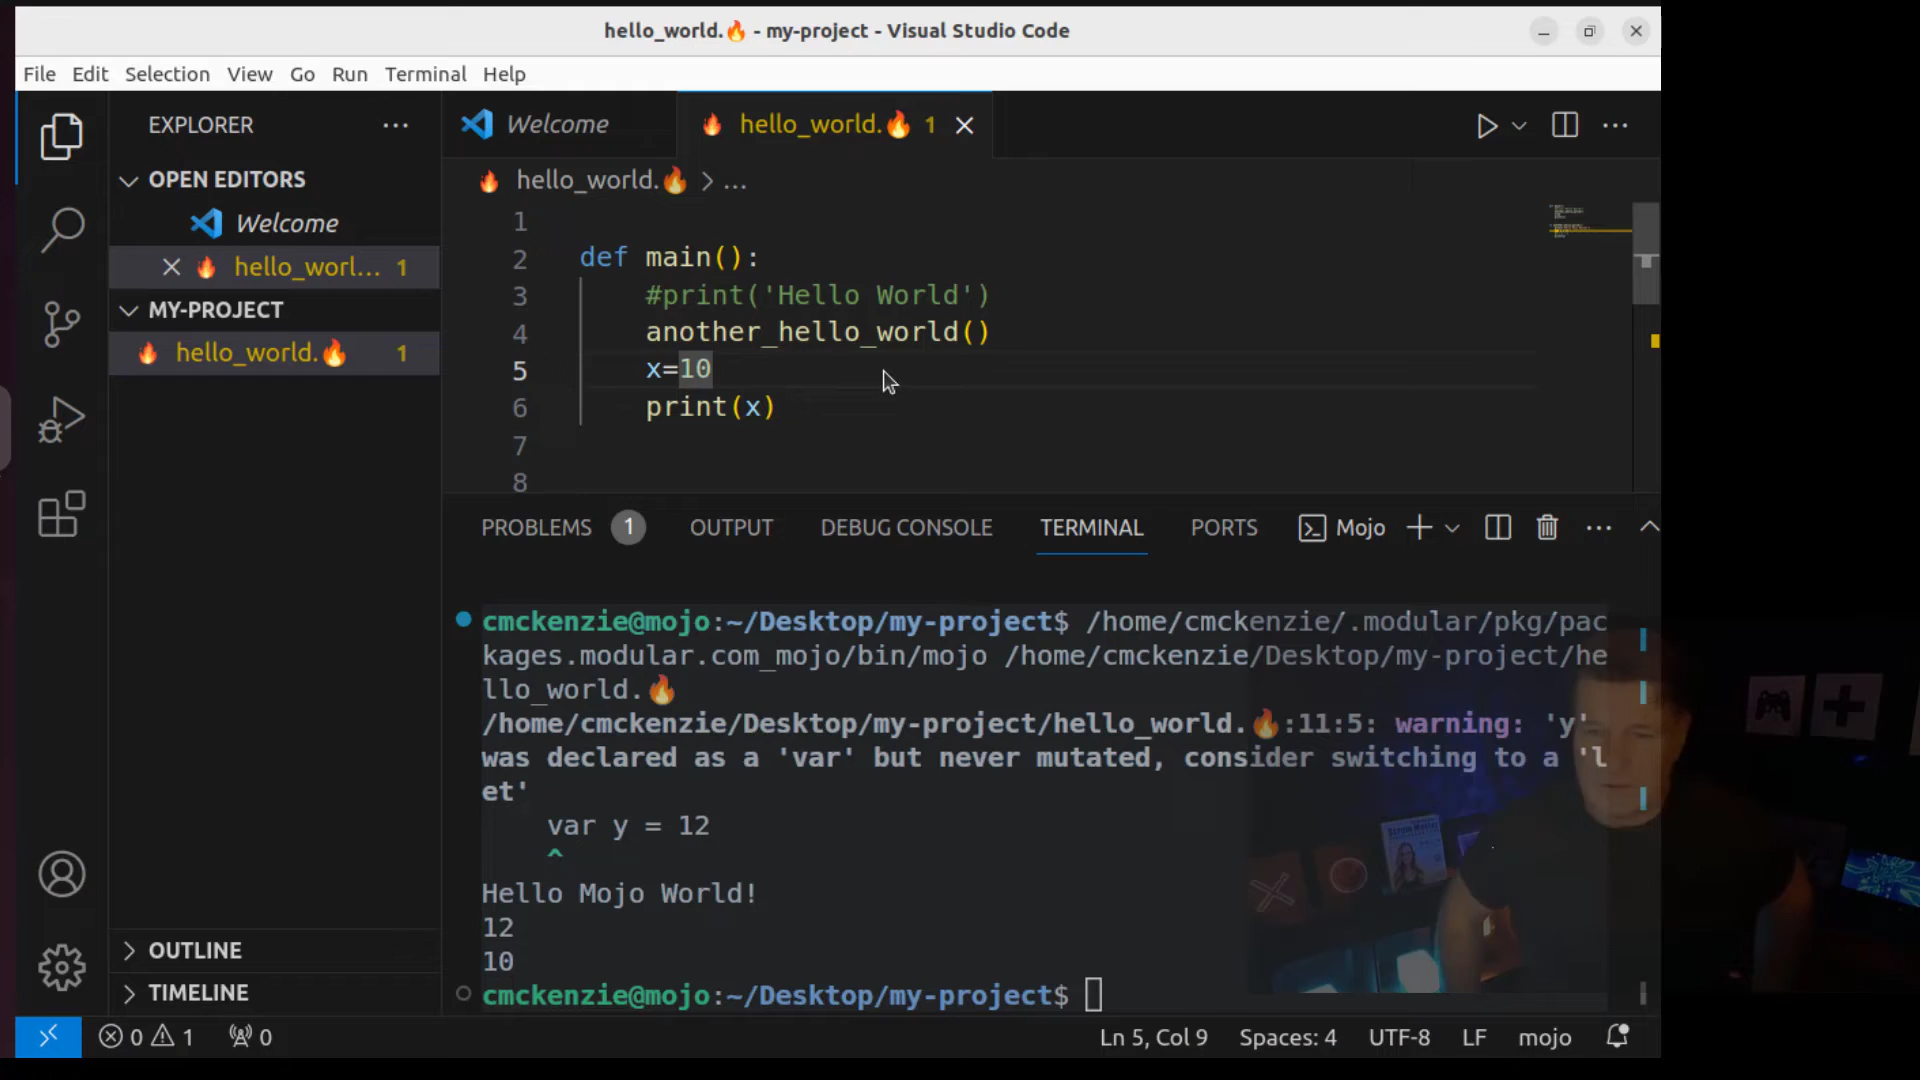 hello_world.🔥 - my-project - Visual Studio Code
File Edit Selection View Go Run Terminal Help
EXPLORER
OPEN EDITORS
Welcome
hello_worl... 1
MY-PROJECT
hello_world.🔥 1
OUTLINE
TIMELINE
Welcome
hello_world.🔥 1
hello_world.🔥 > ...
1
2 def main():
3 #print('Hello World')
4 another_hello_world()
5 x=10
6 print(x)
7
8
PROBLEMS 1 OUTPUT DEBUG CONSOLE TERMINAL PORTS Mojo
cmckenzie@mojo:~/Desktop/my-project$ /home/cmckenzie/.modular/pkg/pac
kages.modular.com_mojo/bin/mojo /home/cmckenzie/Desktop/my-project/he
llo_world.🔥
/home/cmckenzie/Desktop/my-project/hello_world.🔥:11:5: warning: 'y'
was declared as a 'var' but never mutated, consider switching to a 'l
et'
var y = 12
^
Hello Mojo World!
12
10
cmckenzie@mojo:~/Desktop/my-project$
0 1 0 Ln 5, Col 9 Spaces: 4 UTF-8 LF mojo